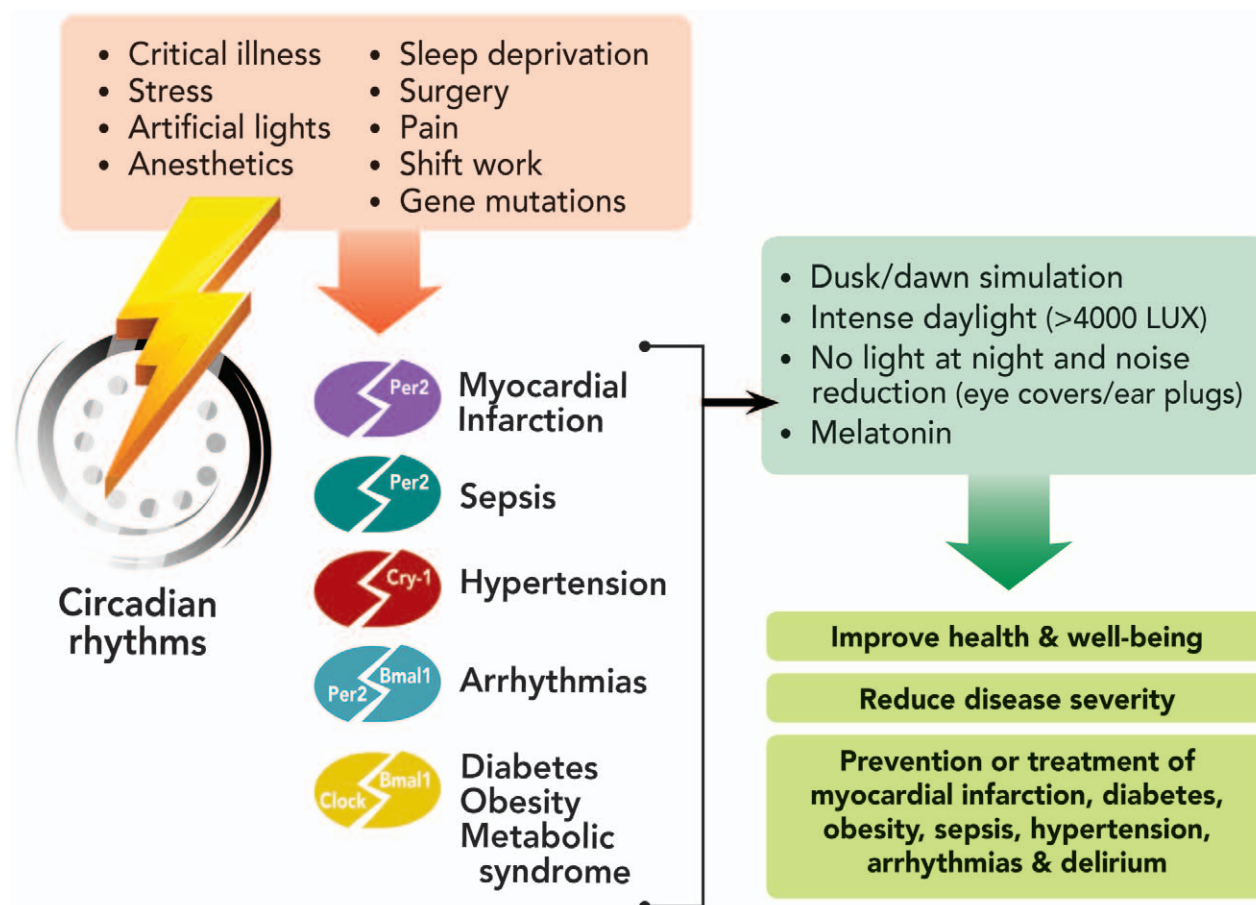 • Critical illness
• Stress
• Artificial lights
• Anesthetics
• Sleep deprivation
• Surgery
• Pain
• Shift work
• Gene mutations
Circadian
rhythms
Per2
Myocardial
Infarction
Per2
Sepsis
Cry-1
Hypertension
Per2
Bmal1
Arrhythmias
Clock
Bmal1
Diabetes
Obesity
Metabolic
syndrome
• Dusk/dawn simulation
• Intense daylight (>4000 LUX)
• No light at night and noise
reduction (eye covers/ear plugs)
• Melatonin
Improve health & well-being
Reduce disease severity
Prevention or treatment of
myocardial infarction, diabetes,
obesity, sepsis, hypertension,
arrhythmias & delirium